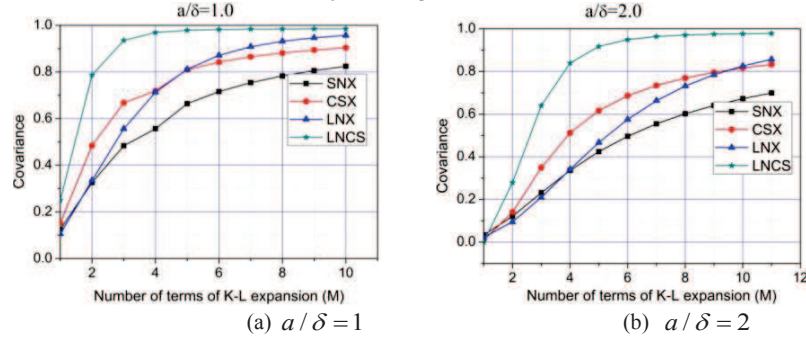 a/δ=1.0
1.0
0.8
0.6
0.4
0.2
0.0
Covariance
SNX
CSX
LNX
LNCS
2 4 6 8 10
Number of terms of K-L expansion (M)
(a) a / δ = 1
a/δ=2.0
1.0
0.8
0.6
0.4
0.2
0.0
Covariance
SNX
CSX
LNX
LNCS
2 4 6 8 10 12
Number of terms of K-L expansion (M)
(b) a / δ = 2